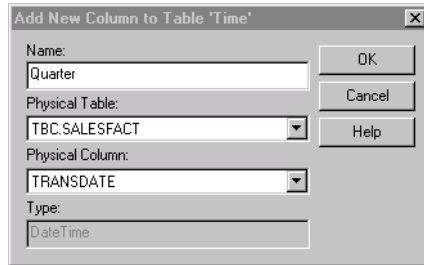 Add New Column to Table 'Time'
Name:
Quarter
OK
Physical Table:
Cancel
TBC.SALESFACT
Help
Physical Column:
TRANSDATE
Type:
DateTime